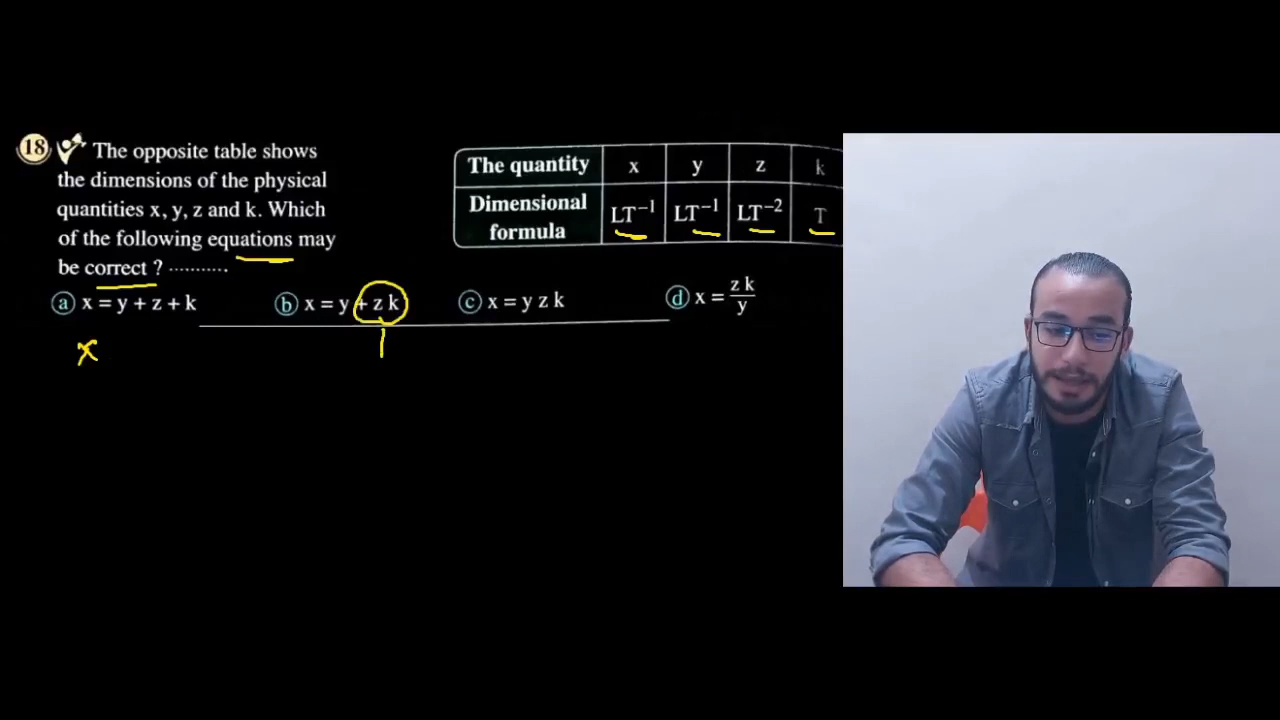 18 The opposite table shows
the dimensions of the physical
quantities x, y, z and k. Which
of the following equations may
be correct ? ...........
The quantity x y z k
Dimensional formula LT⁻¹ LT⁻¹ LT⁻² T
a x = y + z + k b x = y + z k c x = y z k d x = z k / y
x